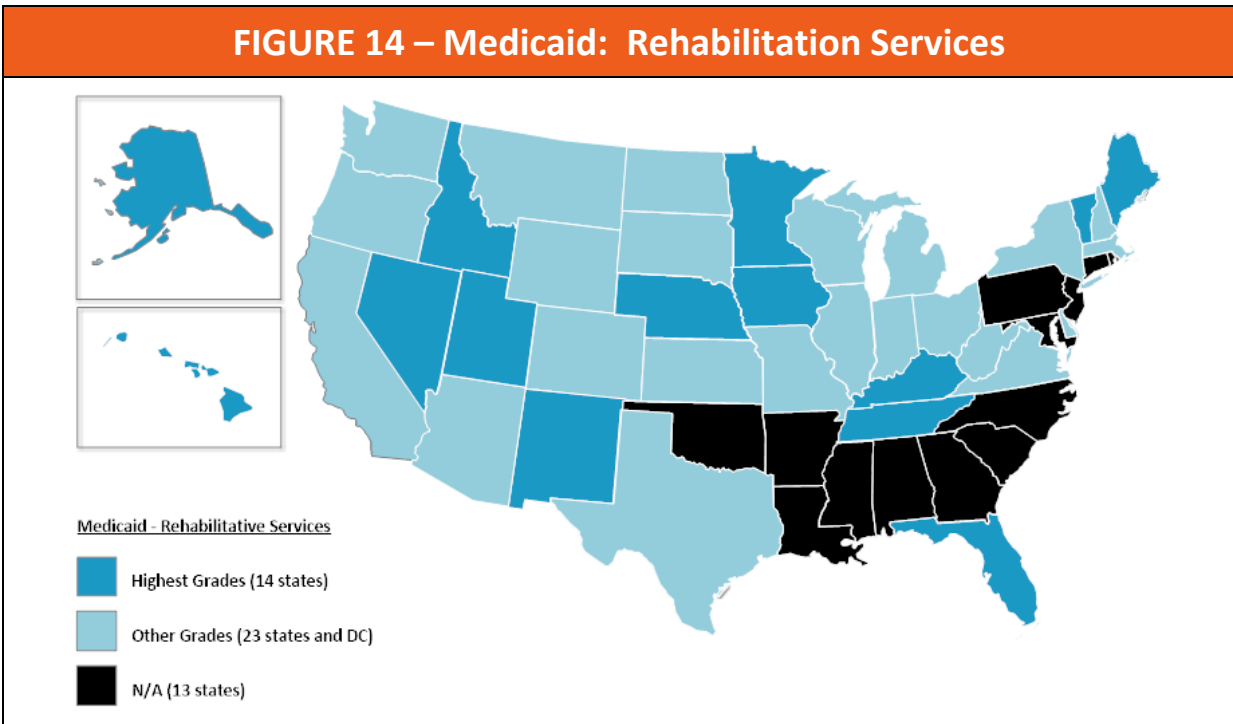 FIGURE 14 – Medicaid: Rehabilitation Services
Medicaid - Rehabilitative Services
Highest Grades (14 states)
Other Grades (23 states and DC)
N/A (13 states)